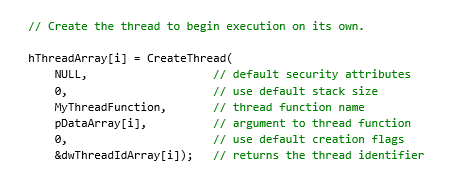 // Create the thread to begin execution on its own.
hThreadArray[i] = CreateThread(
NULL, // default security attributes
0, // use default stack size
MyThreadFunction, // thread function name
pDataArray[i], // argument to thread function
0, // use default creation flags
&dwThreadIdArray[i]); // returns the thread identifier